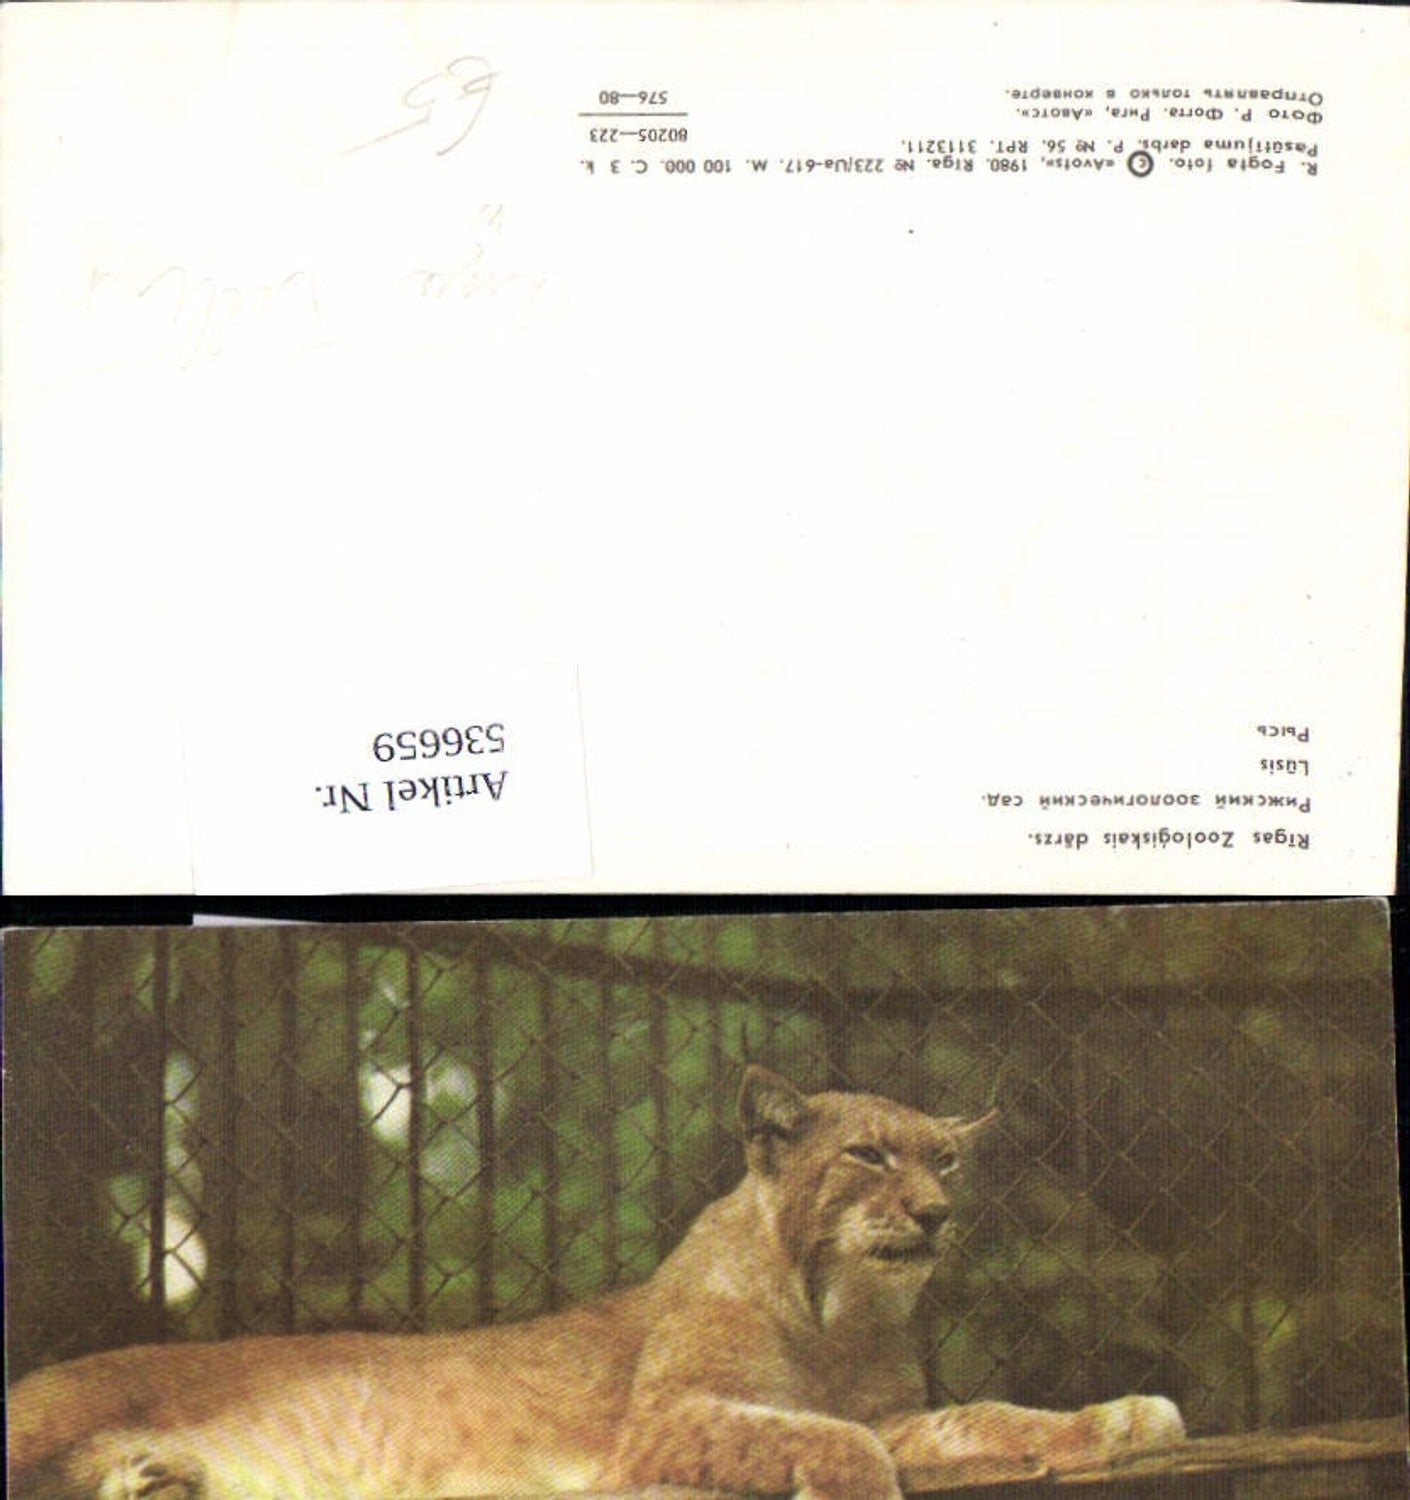 Rīgas Zooloģiskais dārzs.
Рижский зоологический сад.
Lūsis
Рысь
Artikel Nr.
536659
R. Fogta foto. © «Avots», 1980. Rīga. № 223/Ua-617. M. 100 000. C. 3 k.
Pasūtījuma darbs. P. № 56. RPT. 3113211.
Фото Р. Фогта. Рига, «Авотс».
Отправлять только в конверте.
80205—223
576—80